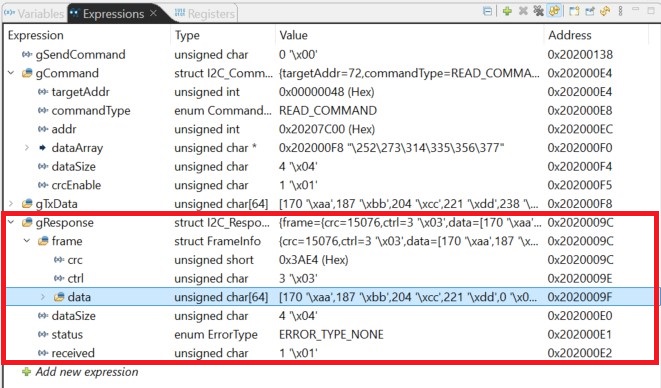 Variables Expressions Registers
Expression Type Value Address
gSendCommand unsigned char 0 '\x00' 0x20200138
gCommand struct I2C_Comm... {targetAddr=72,commandType=READ_COMMA... 0x202000E4
targetAddr unsigned int 0x00000048 (Hex) 0x202000E4
commandType enum Command... READ_COMMAND 0x202000E8
addr unsigned int 0x20207C00 (Hex) 0x202000EC
dataArray unsigned char * 0x202000F8 "\252\273\314\335\356\377" 0x202000F0
dataSize unsigned char 4 '\x04' 0x202000F4
crcEnable unsigned char 1 '\x01' 0x202000F5
gTxData unsigned char[64] [170 '\xaa',187 '\xbb',204 '\xcc',221 '\xdd',238 '\... 0x202000F8
gResponse struct I2C_Respo... {frame={crc=15076,ctrl=3 '\x03',data=[170 '\xaa'... 0x2020009C
frame struct FrameInfo {crc=15076,ctrl=3 '\x03',data=[170 '\xaa',187 '\x... 0x2020009C
crc unsigned short 0x3AE4 (Hex) 0x2020009C
ctrl unsigned char 3 '\x03' 0x2020009E
data unsigned char[64] [170 '\xaa',187 '\xbb',204 '\xcc',221 '\xdd',0 '\x0... 0x2020009F
dataSize unsigned char 4 '\x04' 0x202000E0
status enum ErrorType ERROR_TYPE_NONE 0x202000E1
received unsigned char 1 '\x01' 0x202000E2
Add new expression